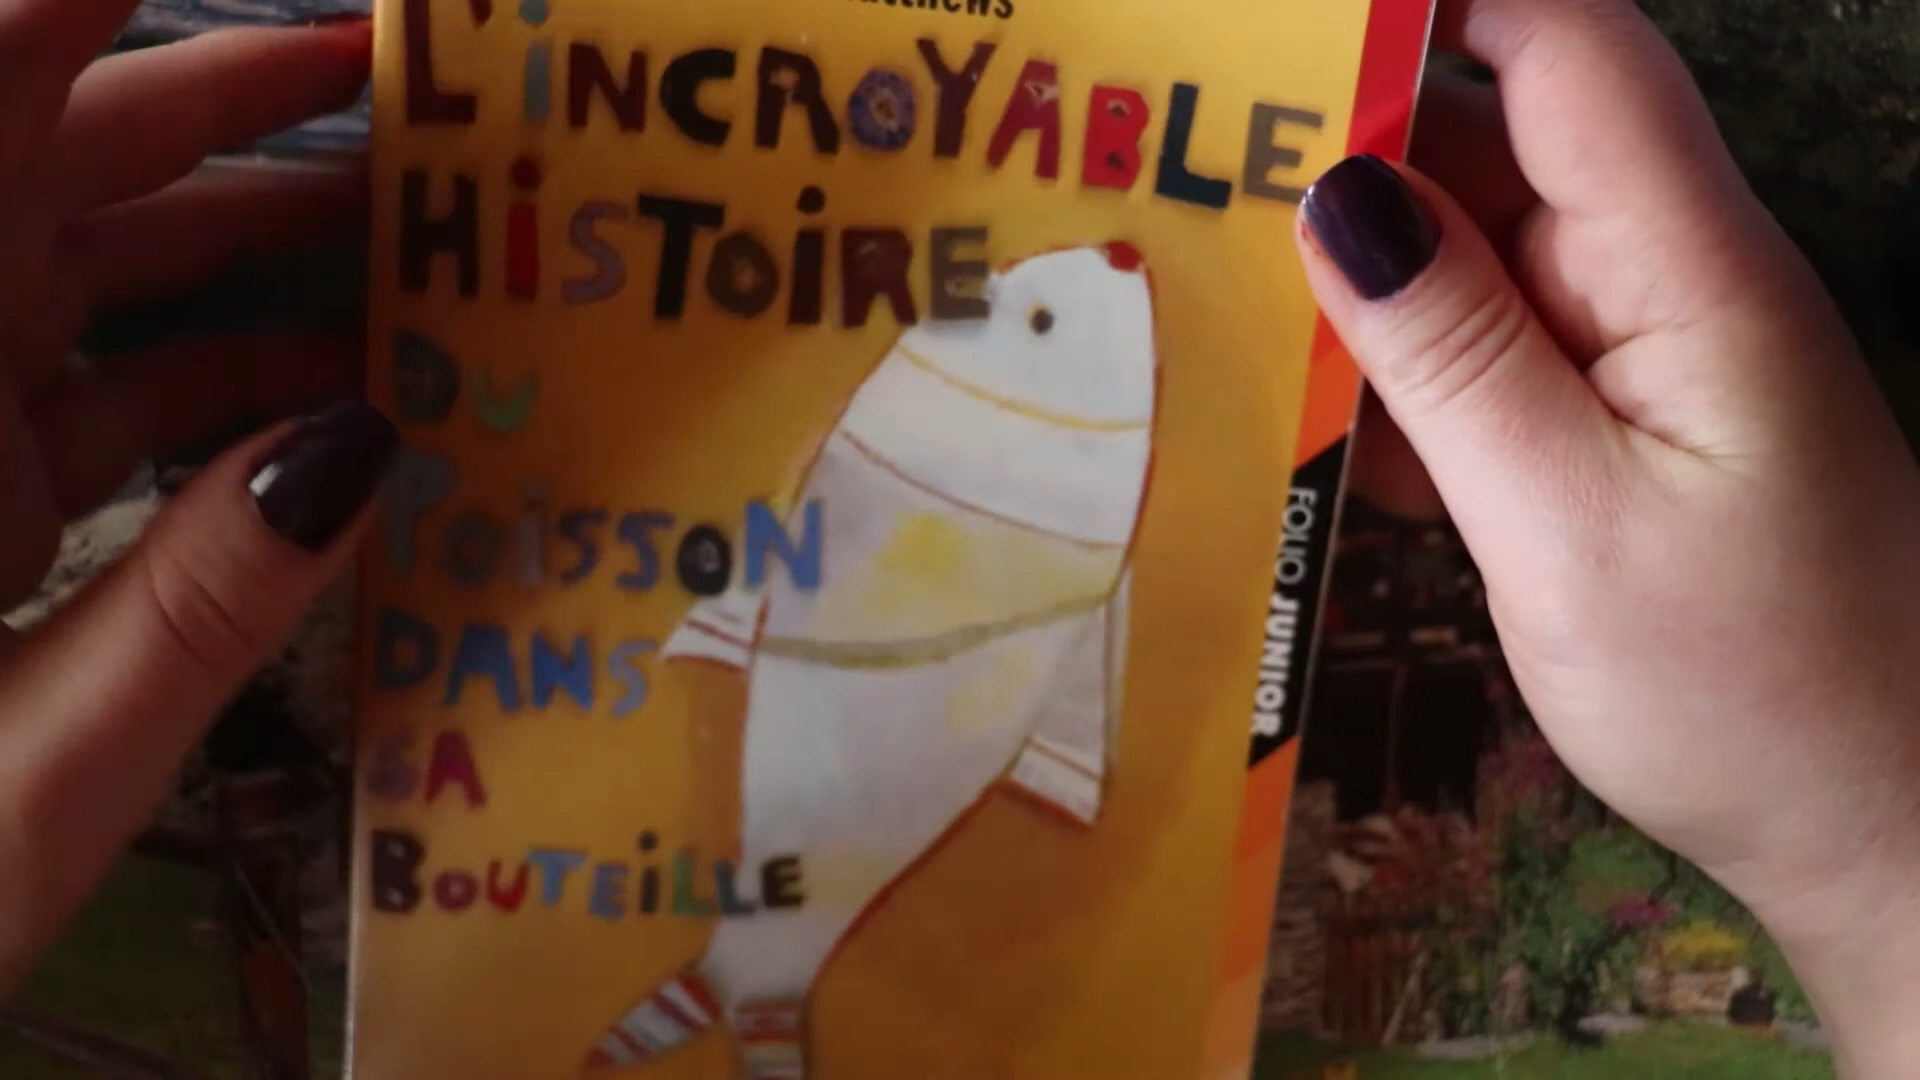 L'iNCROYABLE
HiSTOiRE
DU
POiSSON
DANS
SA
BOUTEiLLE
FOLIO JUNIOR